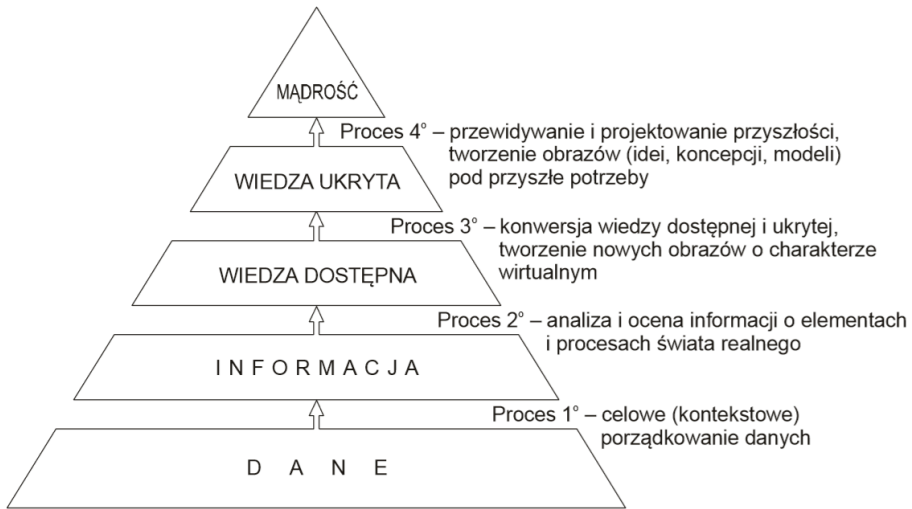 MĄDROŚĆ
Proces 4° – przewidywanie i projektowanie przyszłości,
tworzenie obrazów (idei, koncepcji, modeli)
pod przyszłe potrzeby
WIEDZA UKRYTA
Proces 3° – konwersja wiedzy dostępnej i ukrytej,
tworzenie nowych obrazów o charakterze
wirtualnym
WIEDZA DOSTĘPNA
Proces 2° – analiza i ocena informacji o elementach
i procesach świata realnego
INFORMACJA
Proces 1° – celowe (kontekstowe)
porządkowanie danych
DANE